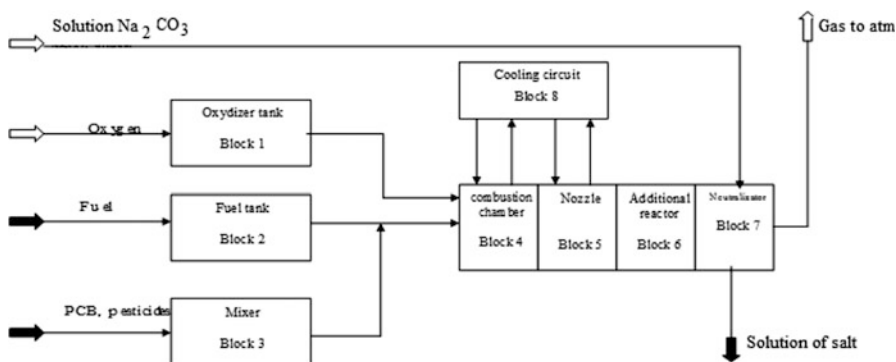 Solution Na2 CO3
Gas to atm
Cooling circuit
Block 8
Oxygen
Oxydizer tank
Block 1
Fuel
Fuel tank
Block 2
combustion
chamber
Block 4
Nozzle
Block 5
Additional
reactor
Block 6
Neutralizator
Block 7
PCB, pesticides
Mixer
Block 3
Solution of salt